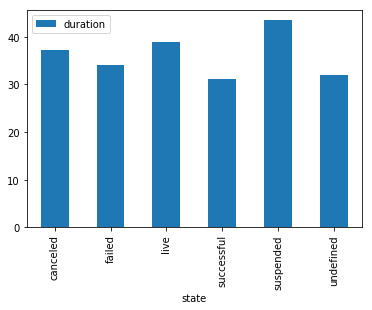 duration
40
30
20
10
0
canceled
failed
live
successful
suspended
undefined
state